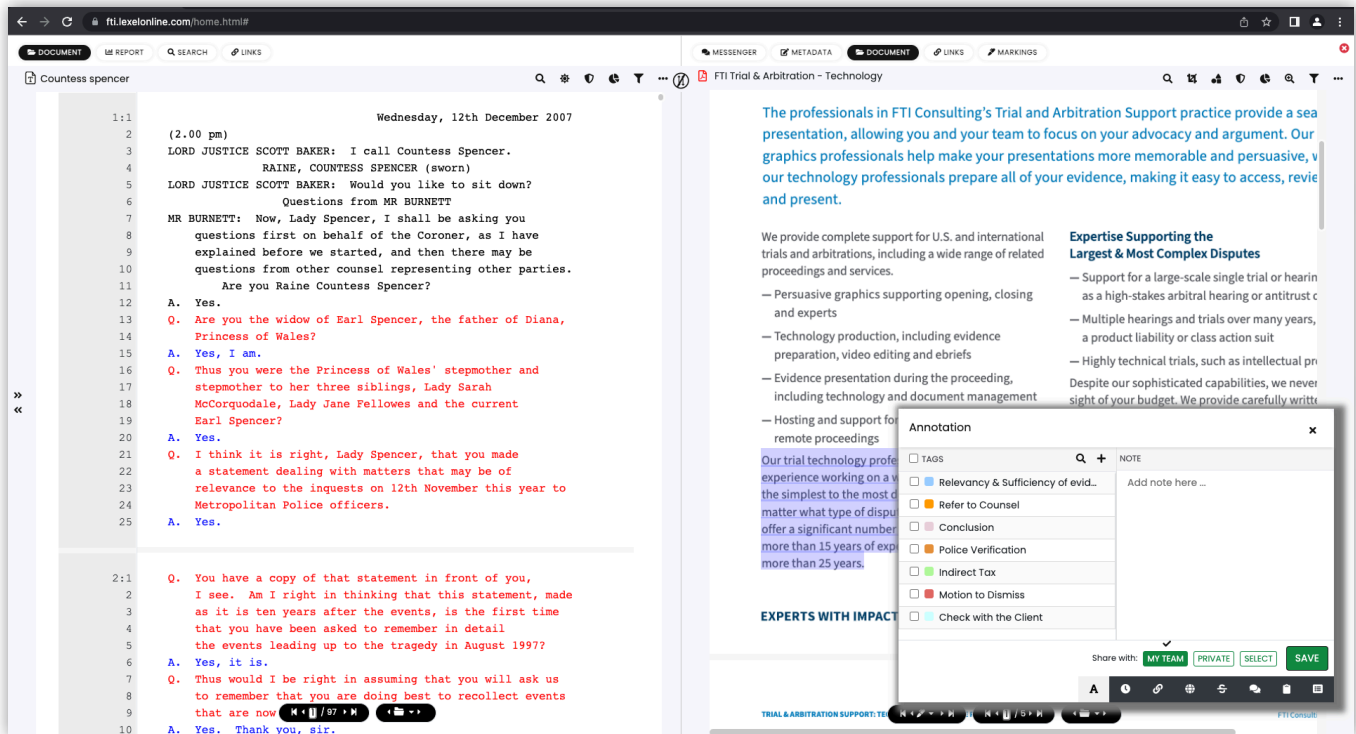 fti.lexelonline.com/home.html#
DOCUMENT REPORT SEARCH LINKS
MESSENGER METADATA DOCUMENT LINKS MARKINGS
Countess spencer
FTI Trial & Arbitration - Technology
1:1 Wednesday, 12th December 2007
2 (2.00 pm)
3 LORD JUSTICE SCOTT BAKER: I call Countess Spencer.
4 RAINE, COUNTESS SPENCER (sworn)
5 LORD JUSTICE SCOTT BAKER: Would you like to sit down?
6 Questions from MR BURNETT
7 MR BURNETT: Now, Lady Spencer, I shall be asking you
8 questions first on behalf of the Coroner, as I have
9 explained before we started, and then there may be
10 questions from other counsel representing other parties.
11 Are you Raine Countess Spencer?
12 A. Yes.
13 Q. Are you the widow of Earl Spencer, the father of Diana,
14 Princess of Wales?
15 A. Yes, I am.
16 Q. Thus you were the Princess of Wales' stepmother and
17 stepmother to her three siblings, Lady Sarah
18 McCorquodale, Lady Jane Fellowes and the current
19 Earl Spencer?
20 A. Yes.
21 Q. I think it is right, Lady Spencer, that you made
22 a statement dealing with matters that may be of
23 relevance to the inquests on 12th November this year to
24 Metropolitan Police officers.
25 A. Yes.
2:1 Q. You have a copy of that statement in front of you,
2 I see. Am I right in thinking that this statement, made
3 as it is ten years after the events, is the first time
4 that you have been asked to remember in detail
5 the events leading up to the tragedy in August 1997?
6 A. Yes, it is.
7 Q. Thus would I be right in assuming that you will ask us
8 to remember that you are doing best to recollect events
9 that are now
1 / 97
10 A. Yes. Thank you, sir.
The professionals in FTI Consulting's Trial and Arbitration Support practice provide a sea
presentation, allowing you and your team to focus on your advocacy and argument. Our
graphics professionals help make your presentations more memorable and persuasive, w
our technology professionals prepare all of your evidence, making it easy to access, revie
and present.
We provide complete support for U.S. and international
trials and arbitrations, including a wide range of related
proceedings and services.
— Persuasive graphics supporting opening, closing
and experts
— Technology production, including evidence
preparation, video editing and ebriefs
— Evidence presentation during the proceeding,
including technology and document management
— Hosting and support for
remote proceedings
Our trial technology profe
experience working on a w
the simplest to the most d
matter what type of disput
offer a significant number
more than 15 years of expe
more than 25 years.
EXPERTS WITH IMPACT
Expertise Supporting the
Largest & Most Complex Disputes
— Support for a large-scale single trial or hearin
as a high-stakes arbitral hearing or antitrust c
— Multiple hearings and trials over many years,
a product liability or class action suit
— Highly technical trials, such as intellectual pro
Despite our sophisticated capabilities, we never
sight of your budget. We provide carefully writte
Annotation
TAGS
NOTE
Relevancy & Sufficiency of evid...
Add note here ...
Refer to Counsel
Conclusion
Police Verification
Indirect Tax
Motion to Dismiss
Check with the Client
Share with: MY TEAM PRIVATE SELECT SAVE
A
TRIAL & ARBITRATION SUPPORT: TE
1 / 5
FTI Consulti